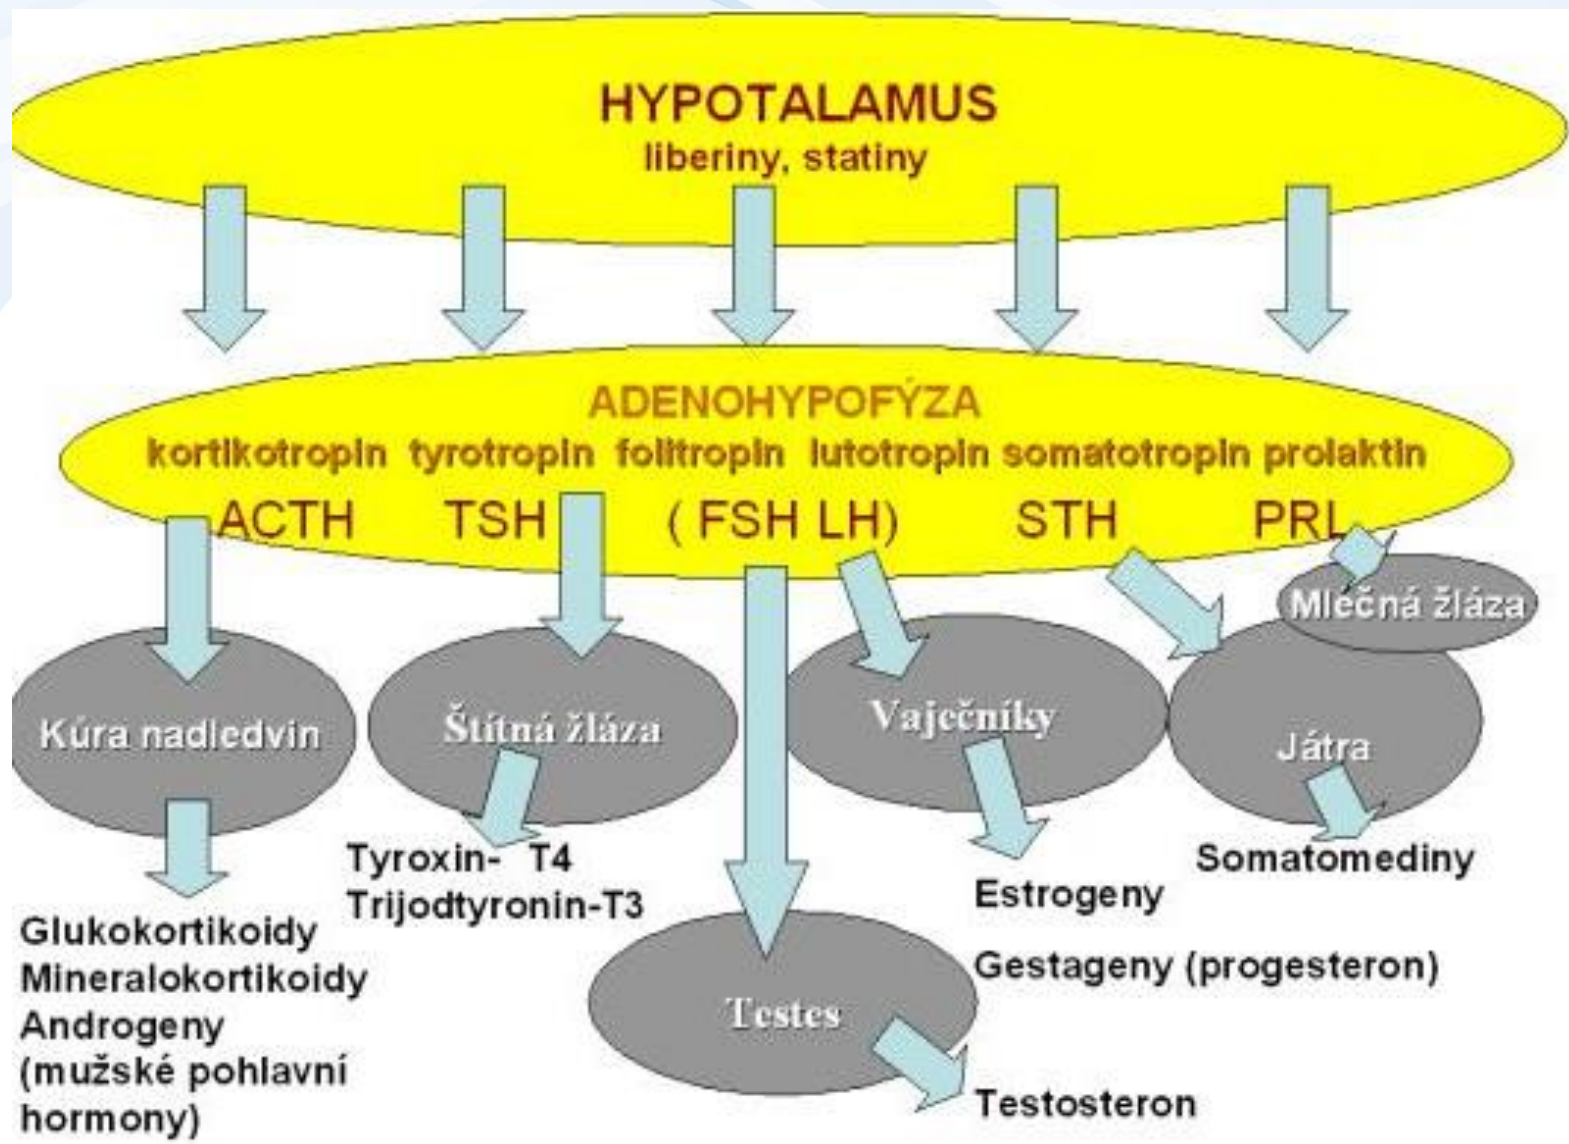 HYPOTALAMUS
liberiny, statiny
ADENOHYPOFÝZA
kortikotropin tyrotropin folitropin lutotropin somatotropin prolaktin
ACTH TSH ( FSH LH) STH PRL
Mléčná žláza
Kúra nadledvin
Štítná žláza
Vaječníky
Játra
Tyroxin- T4
Trijodtyronin-T3
Somatomediny
Estrogeny
Gestageny (progesteron)
Glukokortikoidy
Mineralokortikoidy
Androgeny
(mužské pohlavní
hormony)
Testes
Testosteron